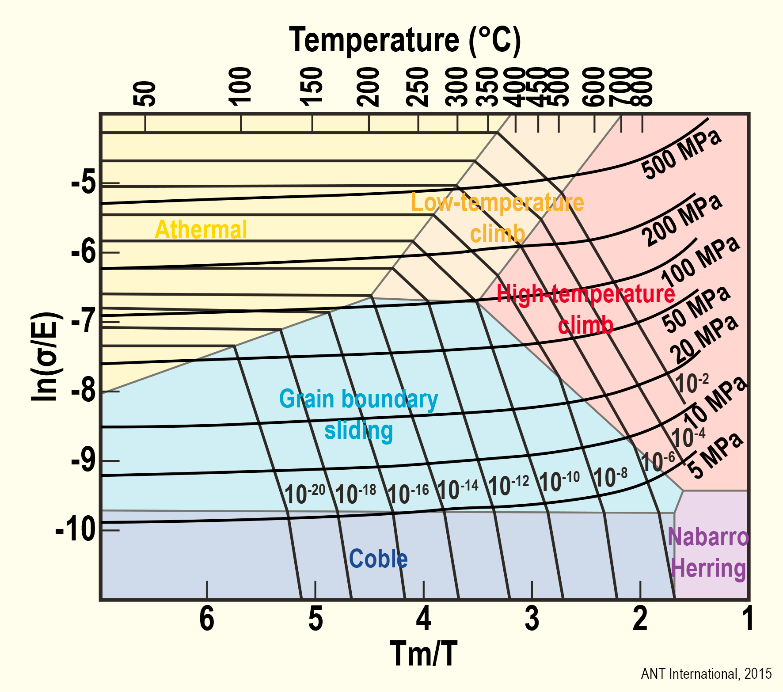 Temperature (°C)
50 100 150 200 250 300 350 400 450 500 600 700 800
500 MPa
-5
Low-temperature
climb
Athermal
200 MPa
-6
100 MPa
High-temperature
climb
50 MPa
-7
20 MPa
ln(σ/E)
10⁻²
-8
10 MPa
Grain boundary
sliding
10⁻⁴
5 MPa
-9
10⁻²⁰ 10⁻¹⁸ 10⁻¹⁶ 10⁻¹⁴ 10⁻¹² 10⁻¹⁰ 10⁻⁸ 10⁻⁶
-10
Coble
Nabarro
Herring
6 5 4 3 2 1
Tm/T
ANT International, 2015